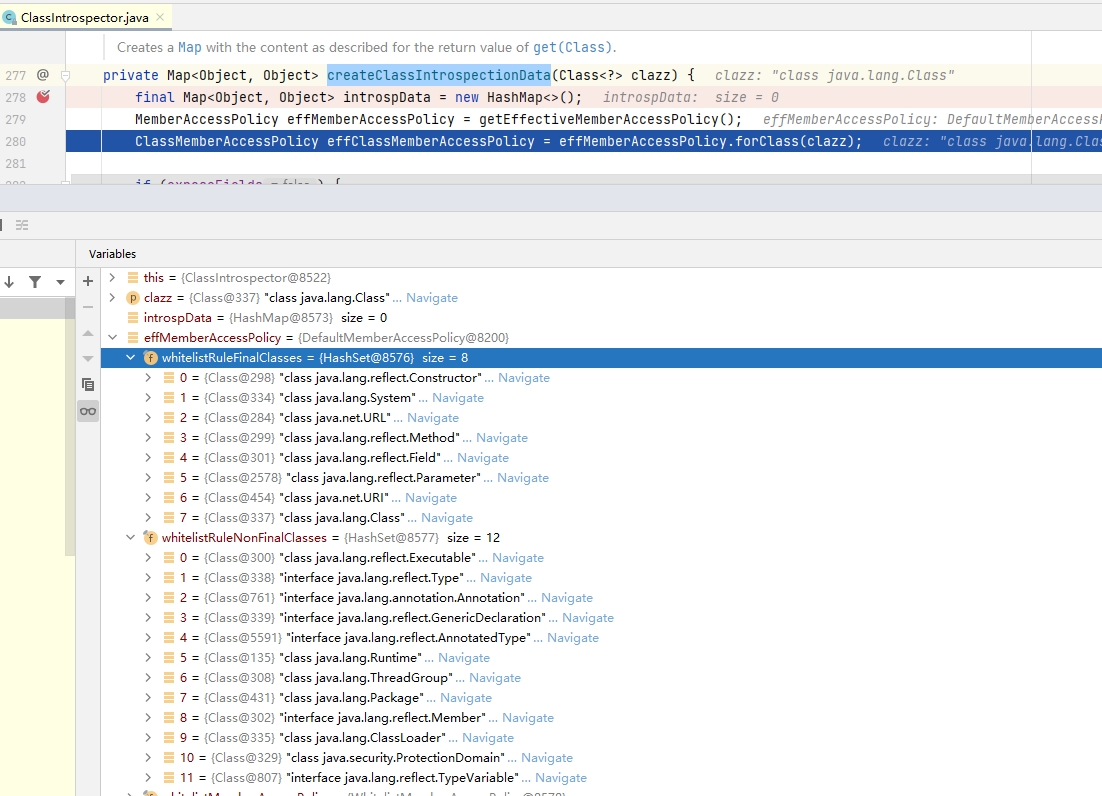 ClassIntrospector.java
Creates a Map with the content as described for the return value of get(Class).
277 @ private Map<Object, Object> createClassIntrospectionData(Class<?> clazz) { clazz: "class java.lang.Class"
278 final Map<Object, Object> introspData = new HashMap<>(); introspData: size = 0
279 MemberAccessPolicy effMemberAccessPolicy = getEffectiveMemberAccessPolicy(); effMemberAccessPolicy: DefaultMemberAccess
280 ClassMemberAccessPolicy effClassMemberAccessPolicy = effMemberAccessPolicy.forClass(clazz); clazz: "class java.lang.Clas
281
Variables
this = {ClassIntrospector@8522}
clazz = {Class@337} "class java.lang.Class" ... Navigate
introspData = {HashMap@8573} size = 0
effMemberAccessPolicy = {DefaultMemberAccessPolicy@8200}
whitelistRuleFinalClasses = {HashSet@8576} size = 8
0 = {Class@298} "class java.lang.reflect.Constructor" ... Navigate
1 = {Class@334} "class java.lang.System" ... Navigate
2 = {Class@284} "class java.net.URL" ... Navigate
3 = {Class@299} "class java.lang.reflect.Method" ... Navigate
4 = {Class@301} "class java.lang.reflect.Field" ... Navigate
5 = {Class@2578} "class java.lang.reflect.Parameter" ... Navigate
6 = {Class@454} "class java.net.URI" ... Navigate
7 = {Class@337} "class java.lang.Class" ... Navigate
whitelistRuleNonFinalClasses = {HashSet@8577} size = 12
0 = {Class@300} "class java.lang.reflect.Executable" ... Navigate
1 = {Class@338} "interface java.lang.reflect.Type" ... Navigate
2 = {Class@761} "interface java.lang.annotation.Annotation" ... Navigate
3 = {Class@339} "interface java.lang.reflect.GenericDeclaration" ... Navigate
4 = {Class@5591} "interface java.lang.reflect.AnnotatedType" ... Navigate
5 = {Class@135} "class java.lang.Runtime" ... Navigate
6 = {Class@308} "class java.lang.ThreadGroup" ... Navigate
7 = {Class@431} "class java.lang.Package" ... Navigate
8 = {Class@302} "interface java.lang.reflect.Member" ... Navigate
9 = {Class@335} "class java.lang.ClassLoader" ... Navigate
10 = {Class@329} "class java.security.ProtectionDomain" ... Navigate
11 = {Class@807} "interface java.lang.reflect.TypeVariable" ... Navigate